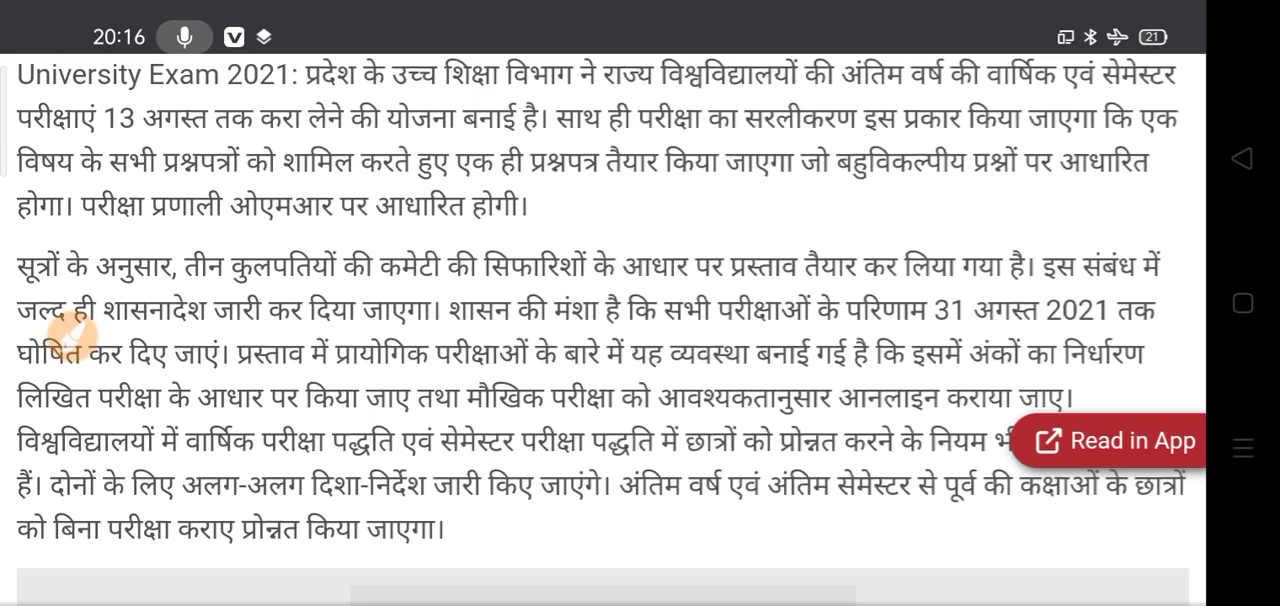 20:16
21
University Exam 2021: प्रदेश के उच्च शिक्षा विभाग ने राज्य विश्वविद्यालयों की अंतिम वर्ष की वार्षिक एवं सेमेस्टर
परीक्षाएं 13 अगस्त तक करा लेने की योजना बनाई है। साथ ही परीक्षा का सरलीकरण इस प्रकार किया जाएगा कि एक
विषय के सभी प्रश्नपत्रों को शामिल करते हुए एक ही प्रश्नपत्र तैयार किया जाएगा जो बहुविकल्पीय प्रश्नों पर आधारित
होगा। परीक्षा प्रणाली ओएमआर पर आधारित होगी।
सूत्रों के अनुसार, तीन कुलपतियों की कमेटी की सिफारिशों के आधार पर प्रस्ताव तैयार कर लिया गया है। इस संबंध में
जल्द ही शासनादेश जारी कर दिया जाएगा। शासन की मंशा है कि सभी परीक्षाओं के परिणाम 31 अगस्त 2021 तक
घोषित कर दिए जाएं। प्रस्ताव में प्रायोगिक परीक्षाओं के बारे में यह व्यवस्था बनाई गई है कि इसमें अंकों का निर्धारण
लिखित परीक्षा के आधार पर किया जाए तथा मौखिक परीक्षा को आवश्यकतानुसार आनलाइन कराया जाए।
विश्वविद्यालयों में वार्षिक परीक्षा पद्धति एवं सेमेस्टर परीक्षा पद्धति में छात्रों को प्रोन्नत करने के नियम
Read in App
हैं। दोनों के लिए अलग-अलग दिशा-निर्देश जारी किए जाएंगे। अंतिम वर्ष एवं अंतिम सेमेस्टर से पूर्व की कक्षाओं के छात्रों
को बिना परीक्षा कराए प्रोन्नत किया जाएगा।